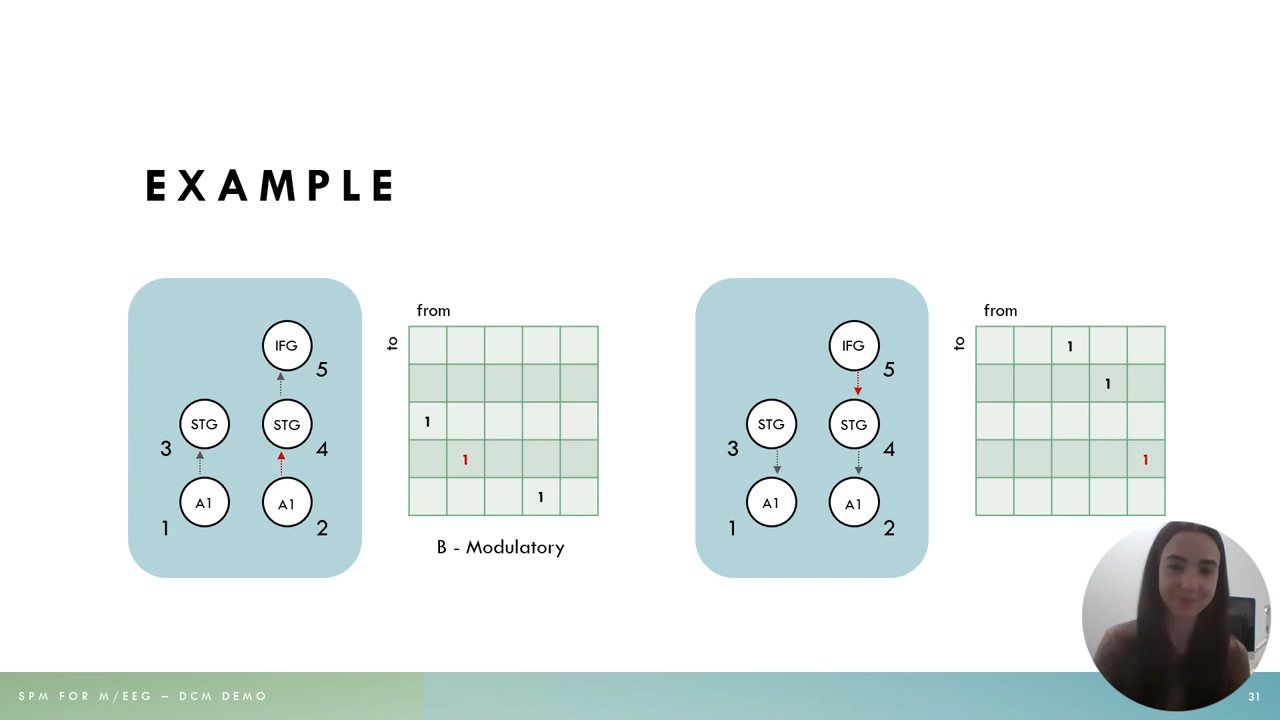 EXAMPLE
IFG
5
STG
STG
3
4
A1
A1
1
2
from
to
1
1
1
B - Modulatory
IFG
5
STG
STG
3
4
A1
A1
1
2
from
to
1
1
1
SPM FOR M/EEG – DCM DEMO
31